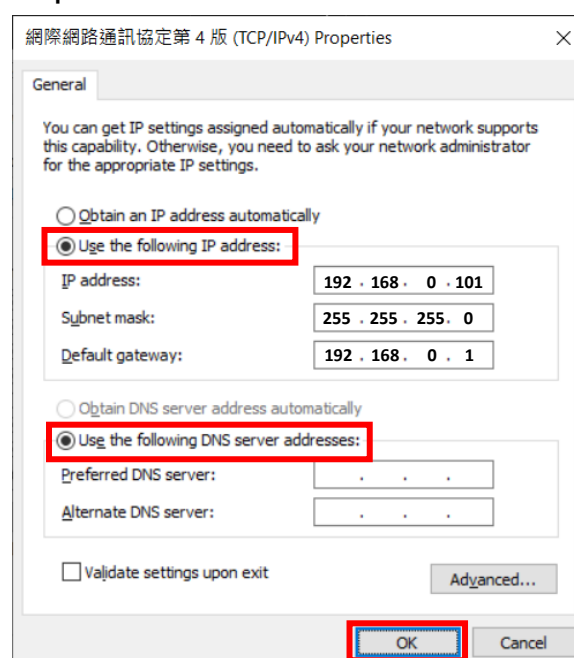 網際網路通訊協定第 4 版 (TCP/IPv4) Properties
General
You can get IP settings assigned automatically if your network supports
this capability. Otherwise, you need to ask your network administrator
for the appropriate IP settings.
Obtain an IP address automatically
Use the following IP address:
IP address: 192 . 168 . 0 . 101
Subnet mask: 255 . 255 . 255 . 0
Default gateway: 192 . 168 . 0 . 1
Obtain DNS server address automatically
Use the following DNS server addresses:
Preferred DNS server: . . .
Alternate DNS server: . . .
Validate settings upon exit
Advanced...
OK Cancel